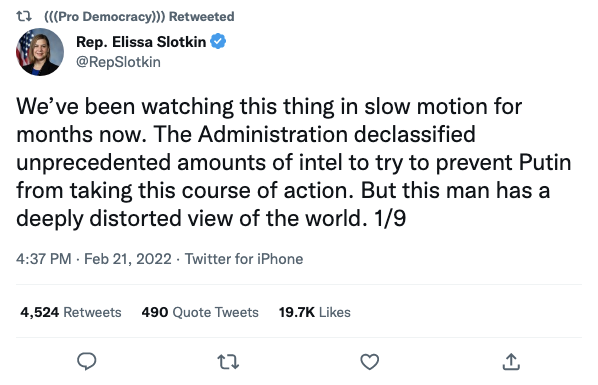 (((Pro Democracy))) Retweeted
Rep. Elissa Slotkin
@RepSlotkin
We’ve been watching this thing in slow motion for
months now. The Administration declassified
unprecedented amounts of intel to try to prevent Putin
from taking this course of action. But this man has a
deeply distorted view of the world. 1/9
4:37 PM · Feb 21, 2022 · Twitter for iPhone
4,524 Retweets 490 Quote Tweets 19.7K Likes